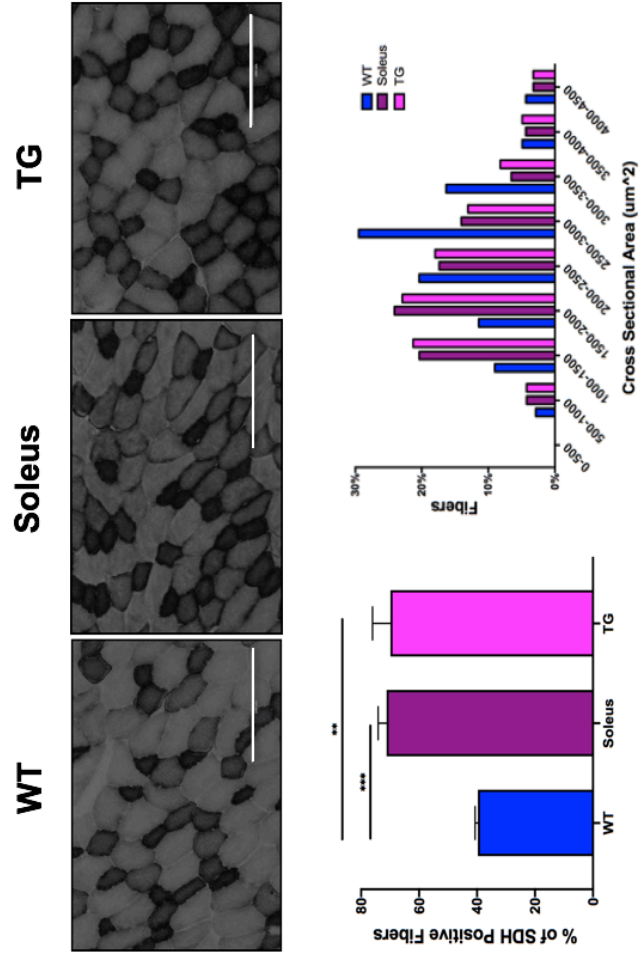 WT
Soleus
TG
% of SDH Positive Fibers
80
60
40
20
0
**
***
WT
Soleus
TG
Fibers
30%
20%
10%
0%
WT
Soleus
TG
0-500
500-1000
1000-1500
1500-2000
2000-2500
2500-3000
3000-3500
3500-4000
4000-4500
Cross Sectional Area (um^2)